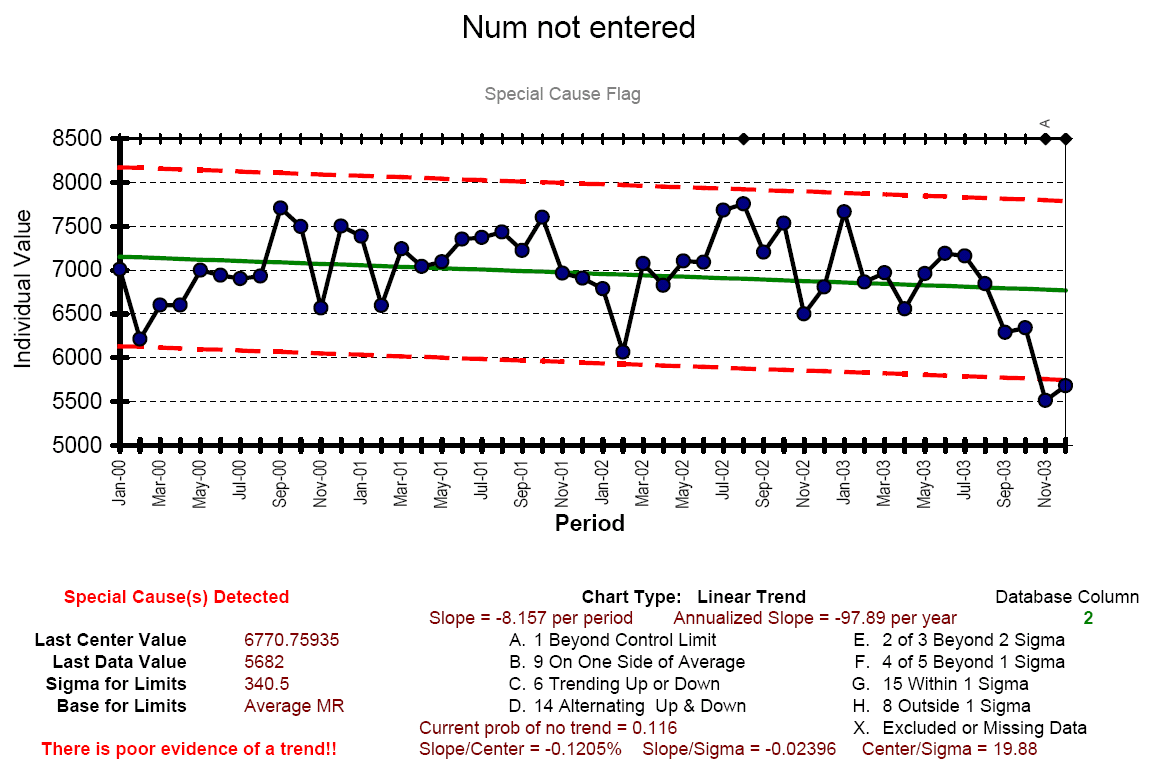 Num not entered
Special Cause Flag
A
8500
8000
7500
7000
6500
6000
5500
5000
Individual Value
Jan-00
Mar-00
May-00
Jul-00
Sep-00
Nov-00
Jan-01
Mar-01
May-01
Jul-01
Sep-01
Nov-01
Jan-02
Mar-02
May-02
Jul-02
Sep-02
Nov-02
Jan-03
Mar-03
May-03
Jul-03
Sep-03
Nov-03
Period
Special Cause(s) Detected Chart Type: Linear Trend Database Column
Slope = -8.157 per period Annualized Slope = -97.89 per year 2
Last Center Value 6770.75935 A. 1 Beyond Control Limit E. 2 of 3 Beyond 2 Sigma
Last Data Value 5682 B. 9 On One Side of Average F. 4 of 5 Beyond 1 Sigma
Sigma for Limits 340.5 C. 6 Trending Up or Down G. 15 Within 1 Sigma
Base for Limits Average MR D. 14 Alternating Up & Down H. 8 Outside 1 Sigma
Current prob of no trend = 0.116 X. Excluded or Missing Data
There is poor evidence of a trend!! Slope/Center = -0.1205% Slope/Sigma = -0.02396 Center/Sigma = 19.88